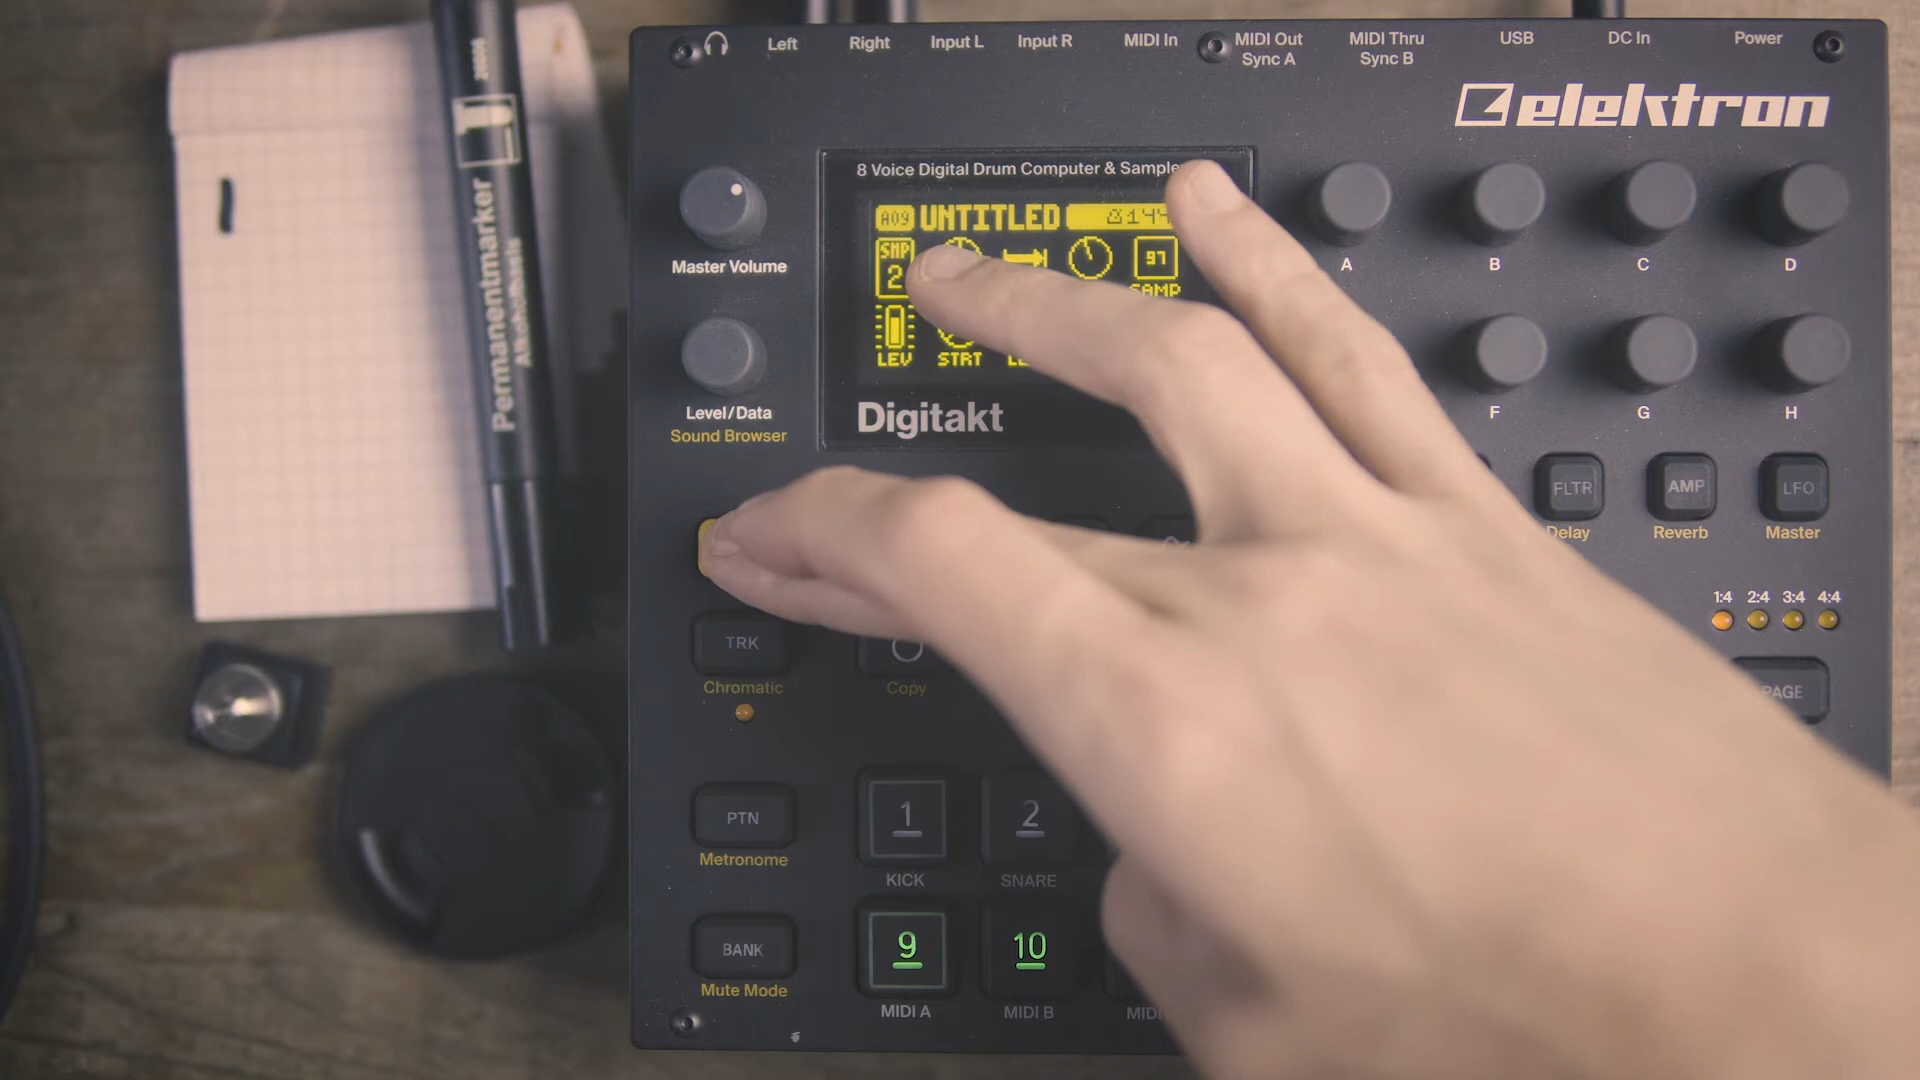 Left Right Input L Input R MIDI In MIDI Out MIDI Thru USB DC In Power
Sync A Sync B
elektron
8 Voice Digital Drum Computer & Sampler
A09 UNTITLED 144
SMP 97
2 SAMP
LEV STRT
Digitakt
Master Volume
Level/Data
Sound Browser
A B C D
F G H
FLTR AMP LFO
Delay Reverb Master
1:4 2:4 3:4 4:4
PAGE
TRK
Chromatic Copy
PTN 1 2
Metronome KICK SNARE
BANK 9 10
Mute Mode MIDI A MIDI B MIDI
Permanentmarker
Alkoholbasis